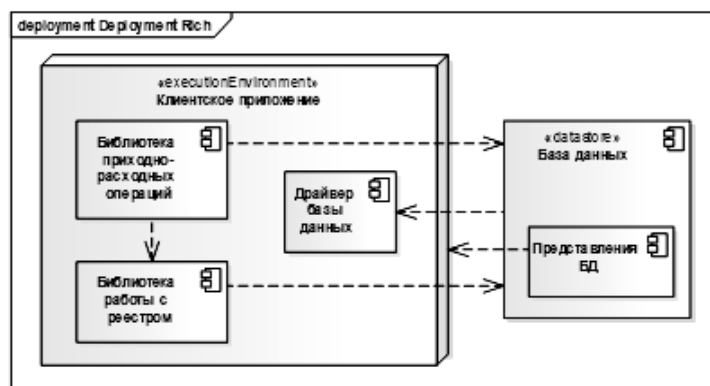 deployment Deployment Rich
«executionEnvironment»
Клиентское приложение
Библиотека
приходно-
расходных
операций
Драйвер
базы
данных
Библиотека
работы с
реестром
«datastore»
База данных
Представления
БД